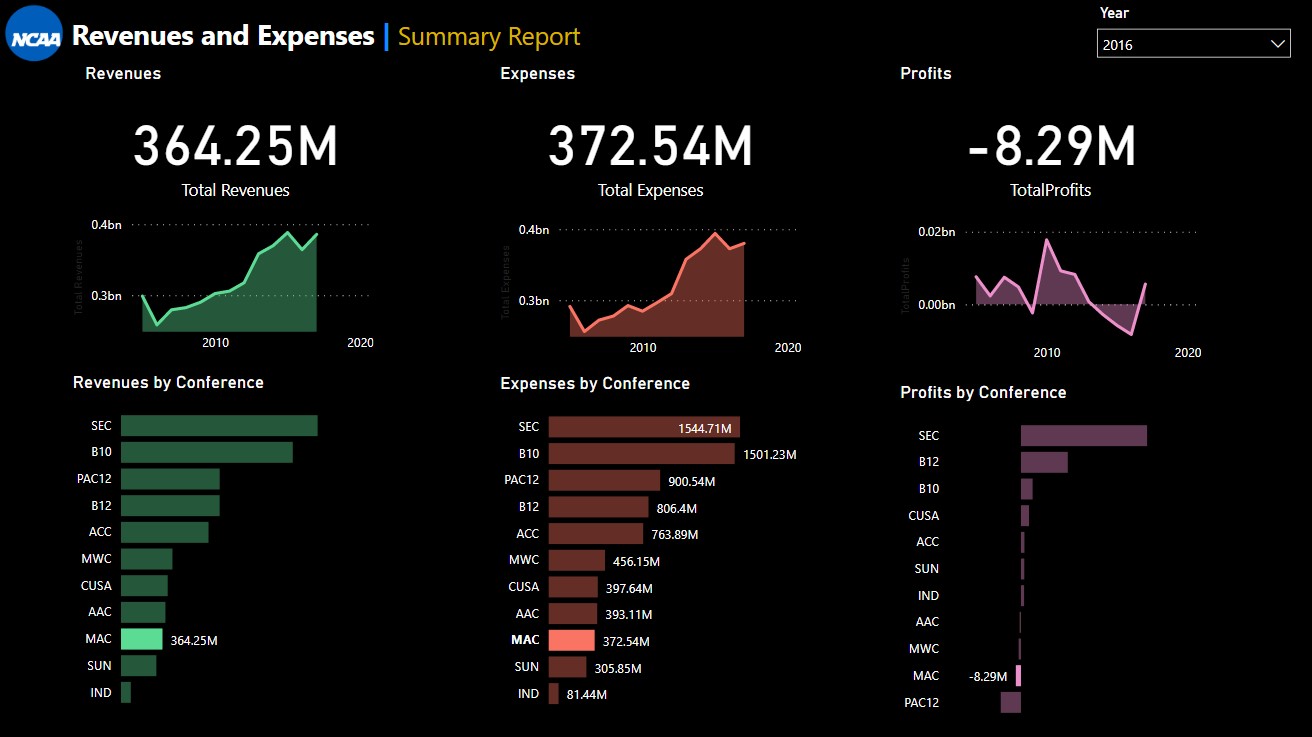 NCAA
Revenues and Expenses | Summary Report
Year
2016
Revenues
364.25M
Total Revenues
Total Revenues
0.4bn
0.3bn
2010
2020
Expenses
372.54M
Total Expenses
Total Expenses
0.4bn
0.3bn
2010
2020
Profits
-8.29M
TotalProfits
TotalProfits
0.02bn
0.00bn
2010
2020
Revenues by Conference
SEC
B10
PAC12
B12
ACC
MWC
CUSA
AAC
MAC 364.25M
SUN
IND
Expenses by Conference
SEC 1544.71M
B10 1501.23M
PAC12 900.54M
B12 806.4M
ACC 763.89M
MWC 456.15M
CUSA 397.64M
AAC 393.11M
MAC 372.54M
SUN 305.85M
IND 81.44M
Profits by Conference
SEC
B12
B10
CUSA
ACC
SUN
IND
AAC
MWC
MAC -8.29M
PAC12